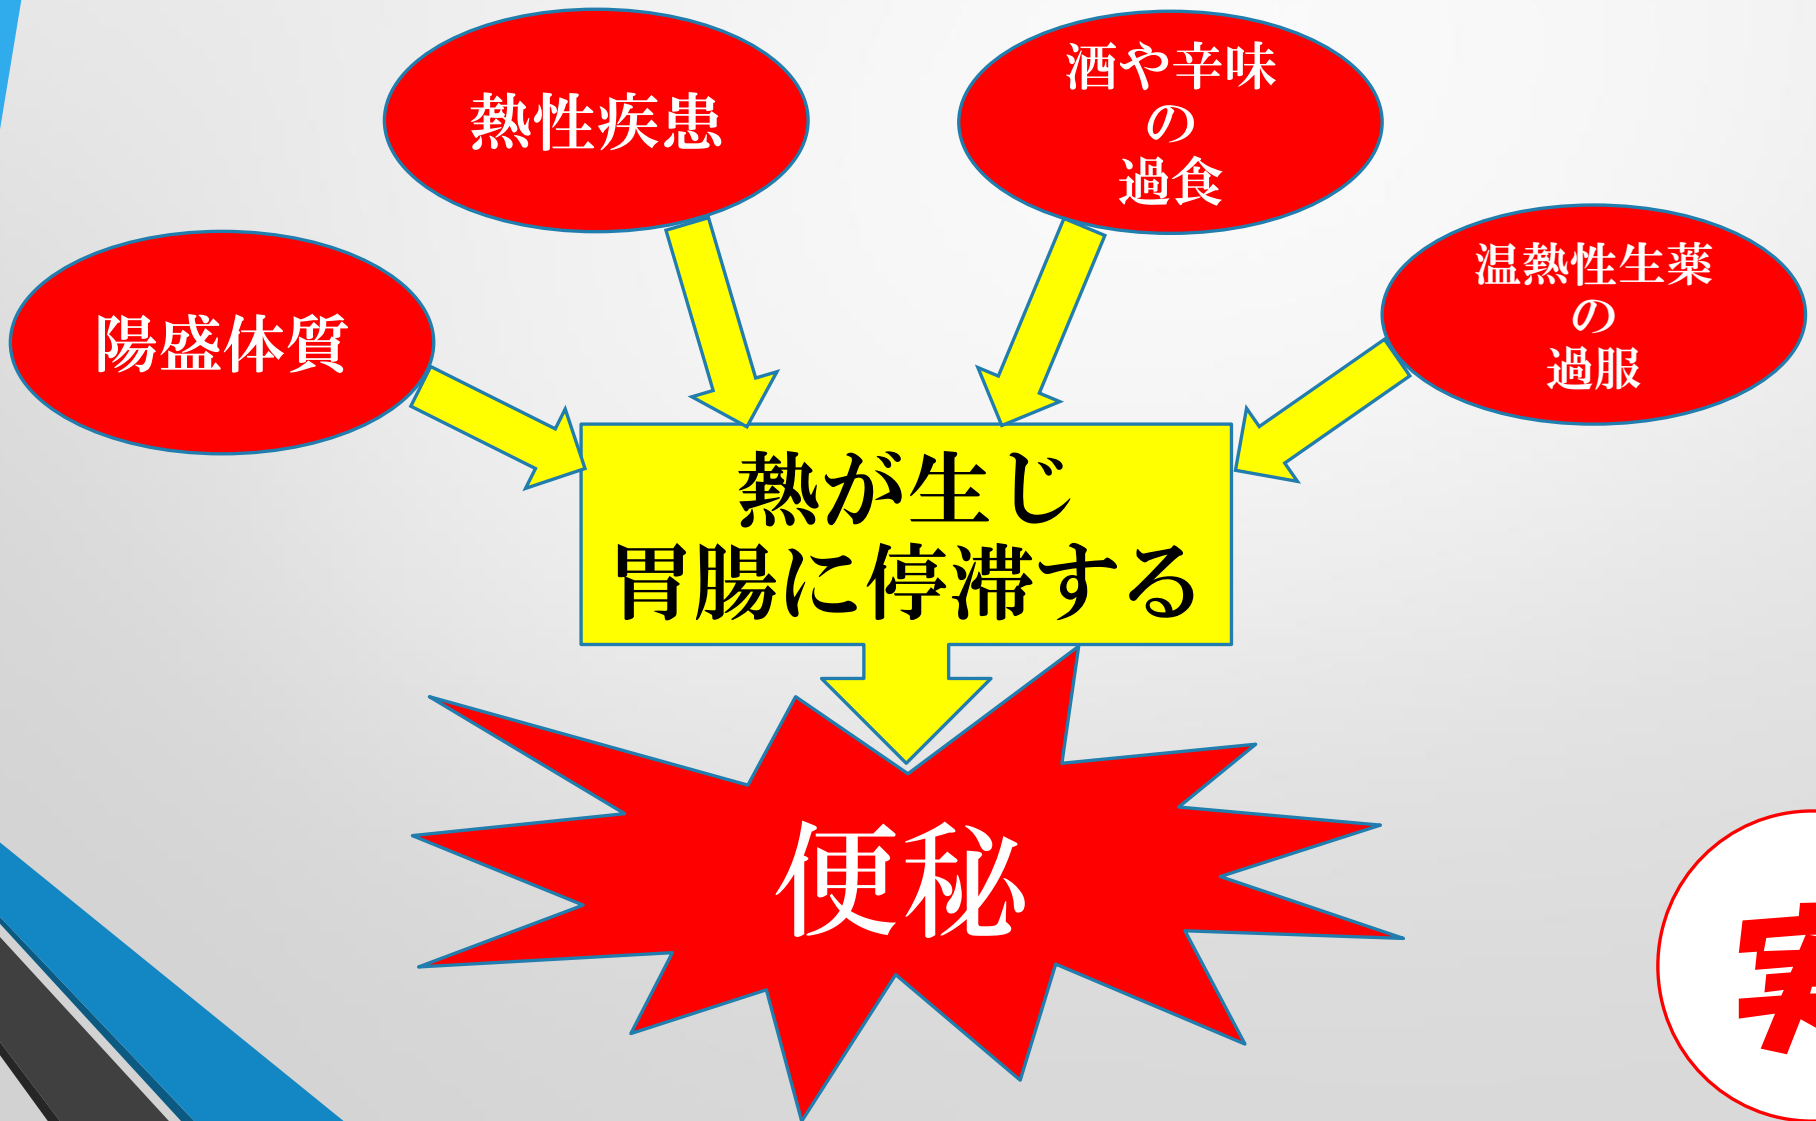 熱性疾患
酒や辛味
の
過食
陽盛体質
温熱性生薬
の
過服
熱が生じ
胃腸に停滞する
便秘
実